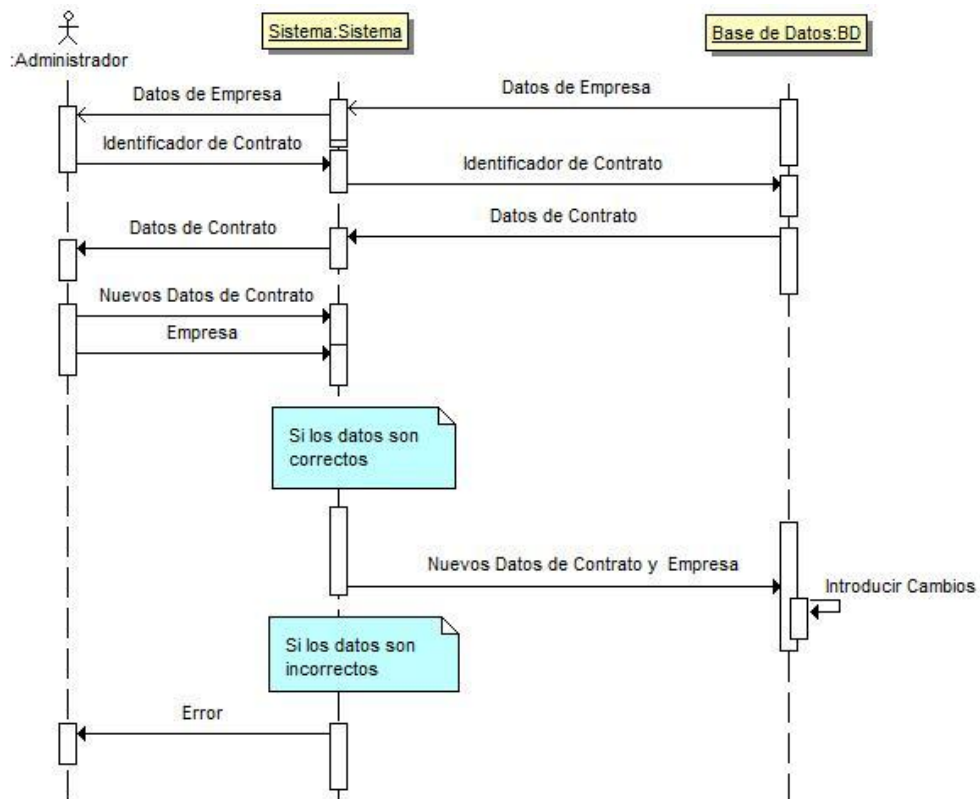 Sistema:Sistema
Base de Datos:BD
:Administrador
Datos de Empresa
Datos de Empresa
Identificador de Contrato
Identificador de Contrato
Datos de Contrato
Datos de Contrato
Nuevos Datos de Contrato
Empresa
Si los datos son
correctos
Nuevos Datos de Contrato y Empresa
Introducir Cambios
Si los datos son
incorrectos
Error